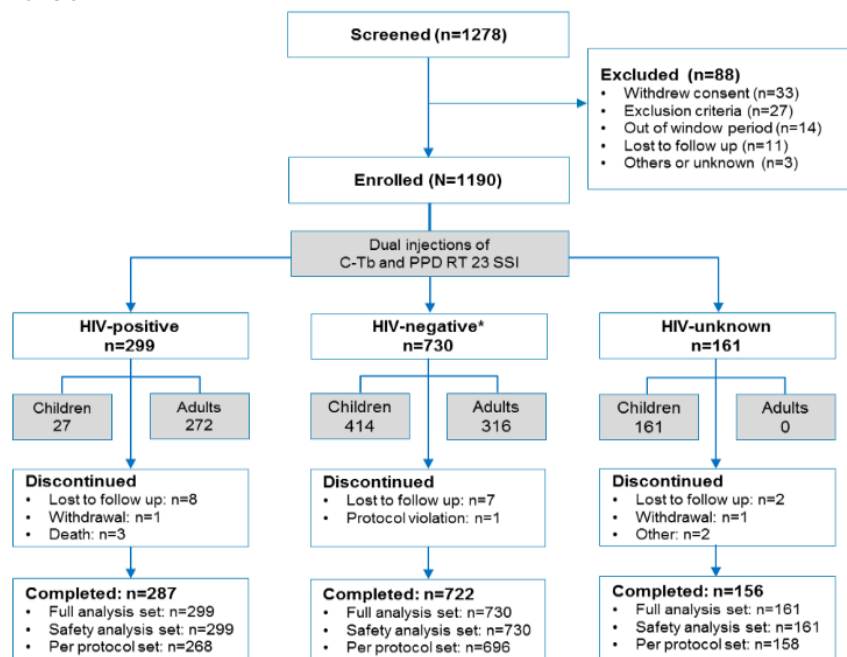 Screened (n=1278)
Excluded (n=88)
• Withdrew consent (n=33)
• Exclusion criteria (n=27)
• Out of window period (n=14)
• Lost to follow up (n=11)
• Others or unknown (n=3)
Enrolled (N=1190)
Dual injections of
C-Tb and PPD RT 23 SSI
HIV-positive
n=299
Children
27
Adults
272
Discontinued
• Lost to follow up: n=8
• Withdrawal: n=1
• Death: n=3
Completed: n=287
• Full analysis set: n=299
• Safety analysis set: n=299
• Per protocol set: n=268
HIV-negative*
n=730
Children
414
Adults
316
Discontinued
• Lost to follow up: n=7
• Protocol violation: n=1
Completed: n=722
• Full analysis set: n=730
• Safety analysis set: n=730
• Per protocol set: n=696
HIV-unknown
n=161
Children
161
Adults
0
Discontinued
• Lost to follow up: n=2
• Withdrawal: n=1
• Other: n=2
Completed: n=156
• Full analysis set: n=161
• Safety analysis set: n=161
• Per protocol set: n=158